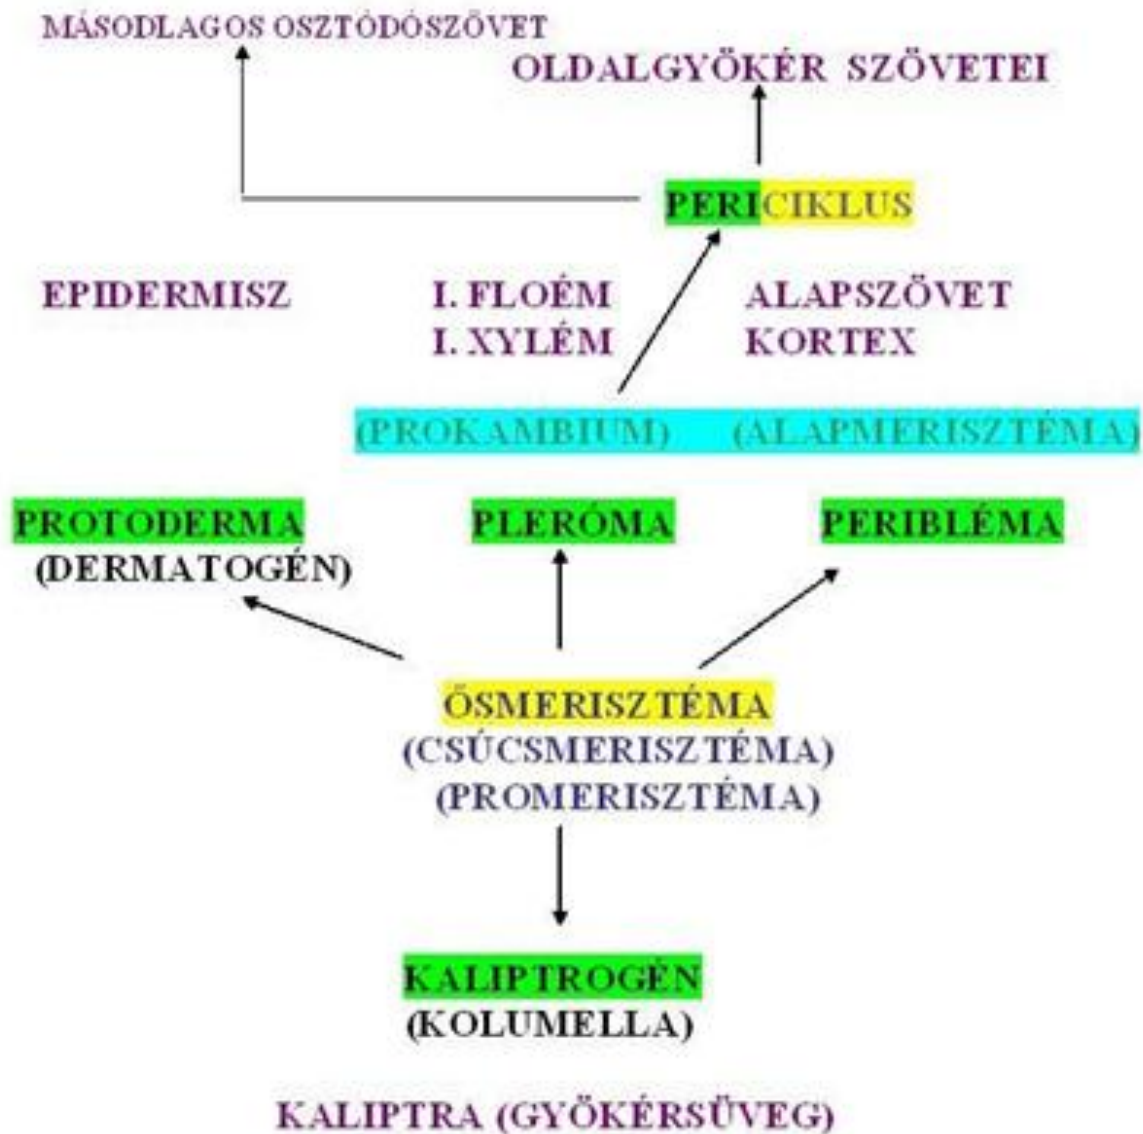 MÁSODLAGOS OSZTÓDÓSZÖVET
OLDALGYÖKÉR SZÖVETEI
PERICIKLUS
EPIDERMISZ I. FLOÉM ALAPSZÖVET
I. XYLÉM KORTEX
(PROKAMBIUM) (ALAPMERISZTÉMA)
PROTODERMA PLERÓMA PERIBLÉMA
(DERMATOGÉN)
ŐSMERISZTÉMA
(CSÚCSMERISZTÉMA)
(PROMERISZTÉMA)
KALIPTROGÉN
(KOLUMELLA)
KALIPTRA (GYÖKÉRSÜVEG)